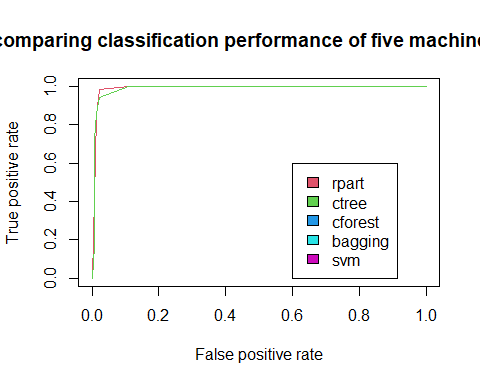 comparing classification performance of five machine
True positive rate
1.0
0.8
0.6
0.4
0.2
0.0
rpart
ctree
cforest
bagging
svm
0.0 0.2 0.4 0.6 0.8 1.0
False positive rate